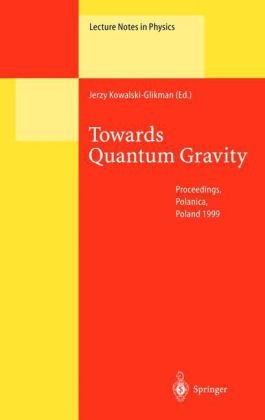 Lecture Notes in Physics
Jerzy Kowalski-Glikman (Ed.)
Towards
Quantum Gravity
Proceedings,
Polanica,
Poland 1999
Springer